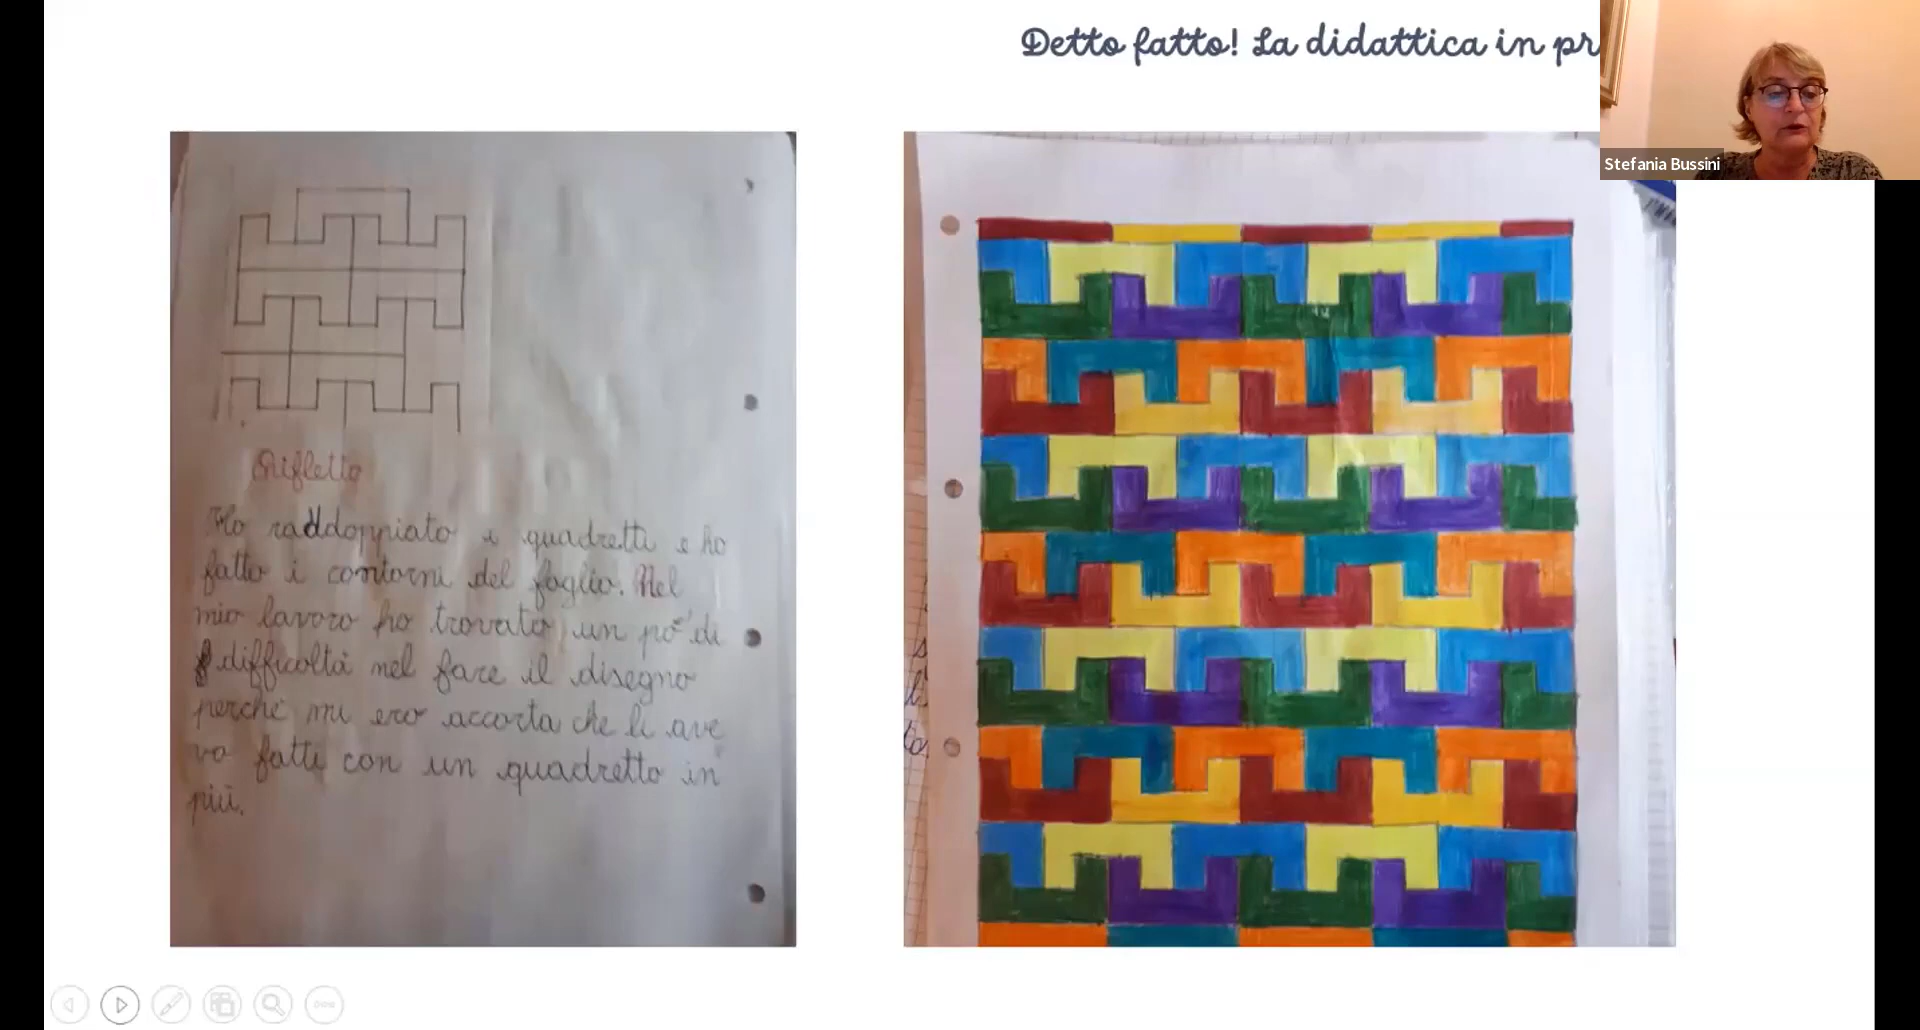 Detto fatto! La didattica in pr
Stefania Bussini
Rifletto
Ho raddoppiato i quadretti e ho
fatto i contorni del foglio. Nel
mio lavoro ho trovato un po' di
difficoltà nel fare il disegno
perché mi ero accorta che li ave
vo fatti con un quadretto in
più.